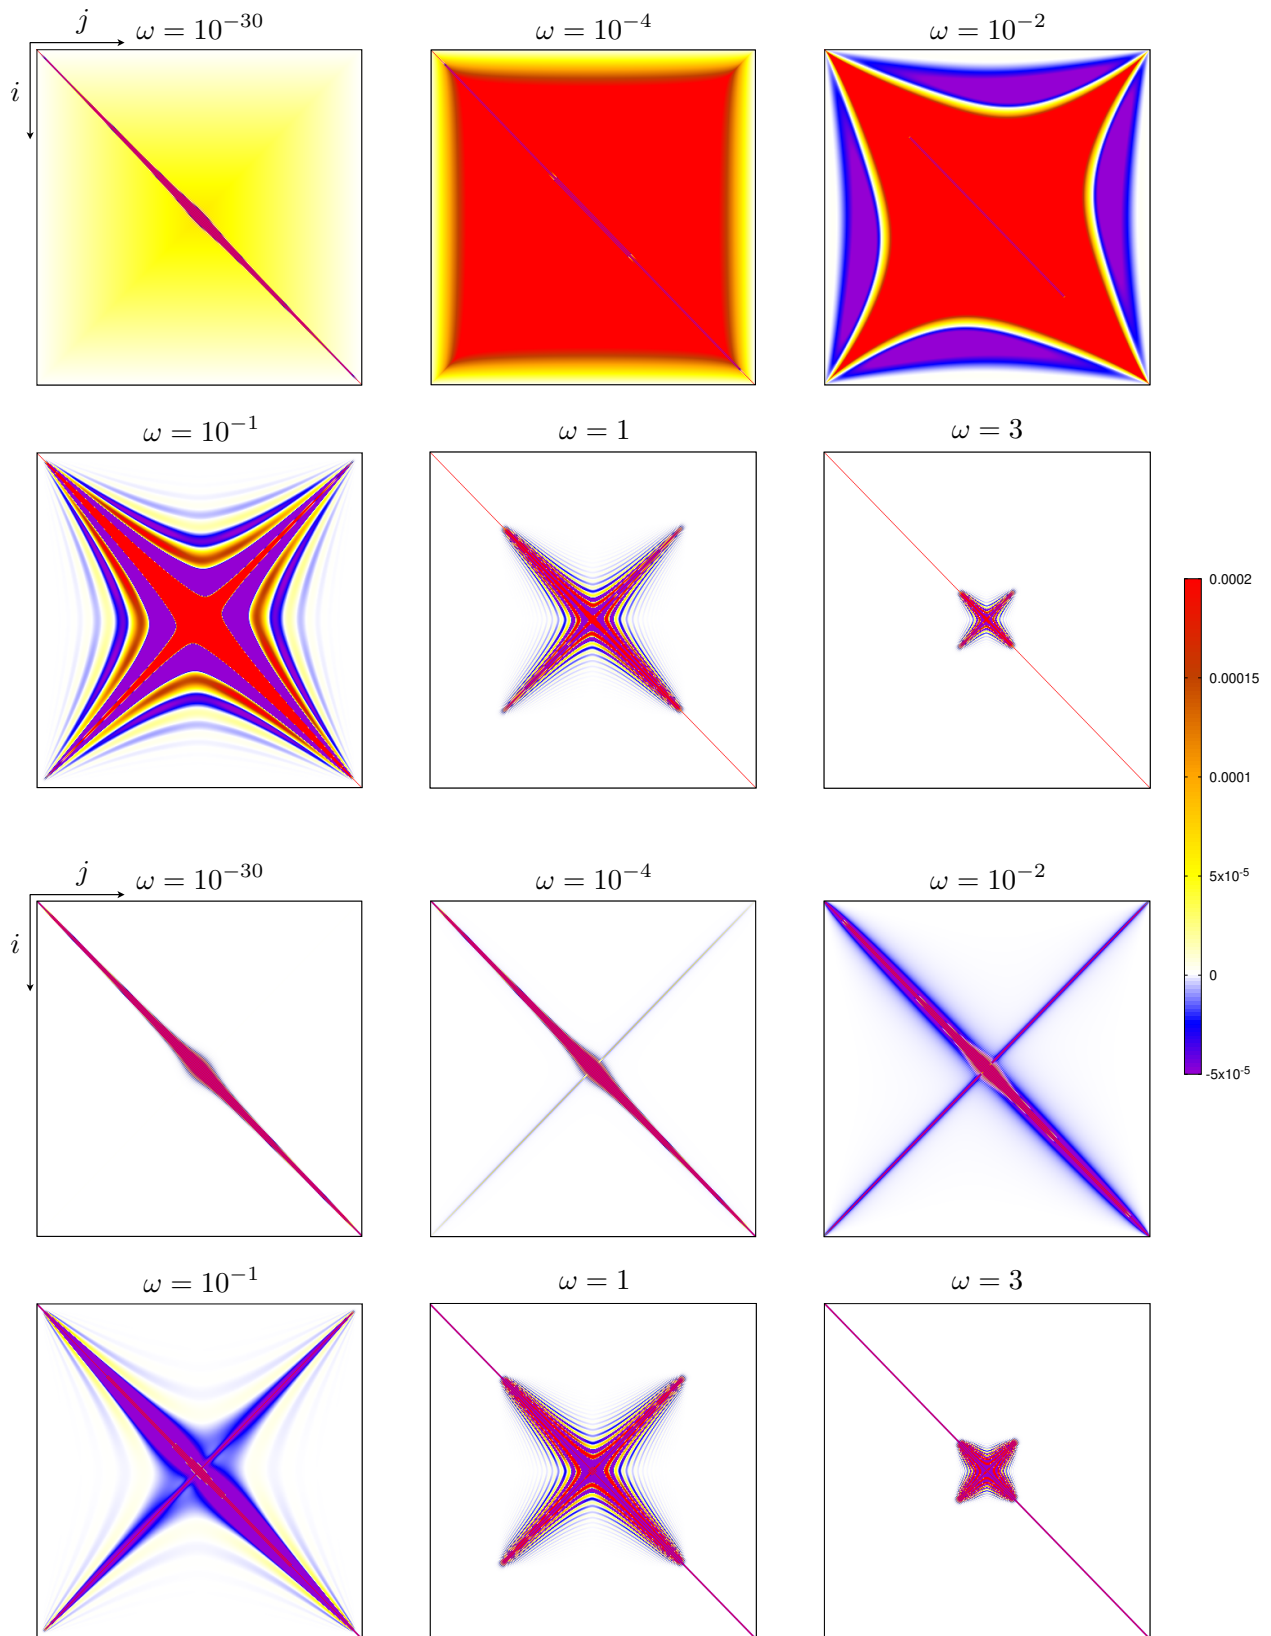 j
ω = 10⁻³⁰ ω = 10⁻⁴ ω = 10⁻²
i
ω = 10⁻¹ ω = 1 ω = 3
0.0002
0.00015
0.0001
5x10⁻⁵
0
-5x10⁻⁵
j
ω = 10⁻³⁰ ω = 10⁻⁴ ω = 10⁻²
i
ω = 10⁻¹ ω = 1 ω = 3